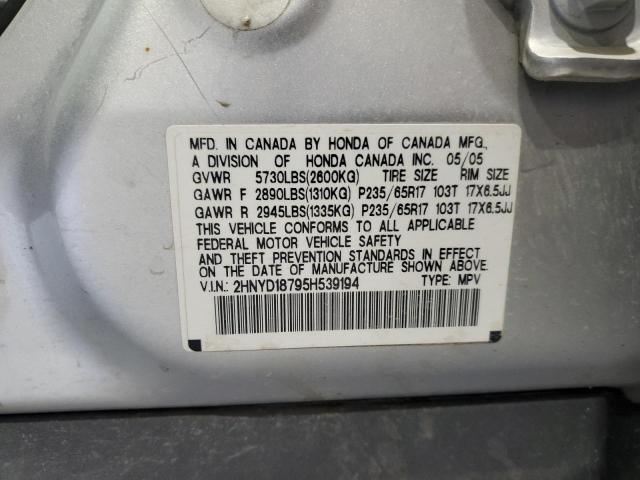 MFD. IN CANADA BY HONDA OF CANADA MFG.,
A DIVISION OF HONDA CANADA INC. 05/05
GVWR 5730LBS(2600KG) TIRE SIZE RIM SIZE
GAWR F 2890LBS(1310KG) P235/65R17 103T 17X6.5JJ
GAWR R 2945LBS(1335KG) P235/65R17 103T 17X6.5JJ
THIS VEHICLE CONFORMS TO ALL APPLICABLE
FEDERAL MOTOR VEHICLE SAFETY
AND THEFT PREVENTION STANDARDS IN EFFECT
ON THE DATE OF MANUFACTURE SHOWN ABOVE.
V.I.N.: 2HNYD18795H539194 TYPE: MPV